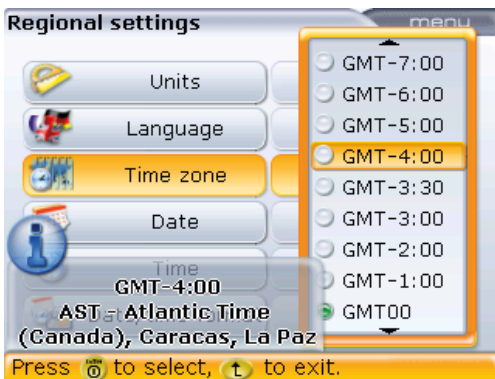 Regional settings
menu
Units
Language
Time zone
Date
Time
GMT-7:00
GMT-6:00
GMT-5:00
GMT-4:00
GMT-3:30
GMT-3:00
GMT-2:00
GMT-1:00
GMT00
GMT-4:00
AST - Atlantic Time
(Canada), Caracas, La Paz
Press to select, to exit.